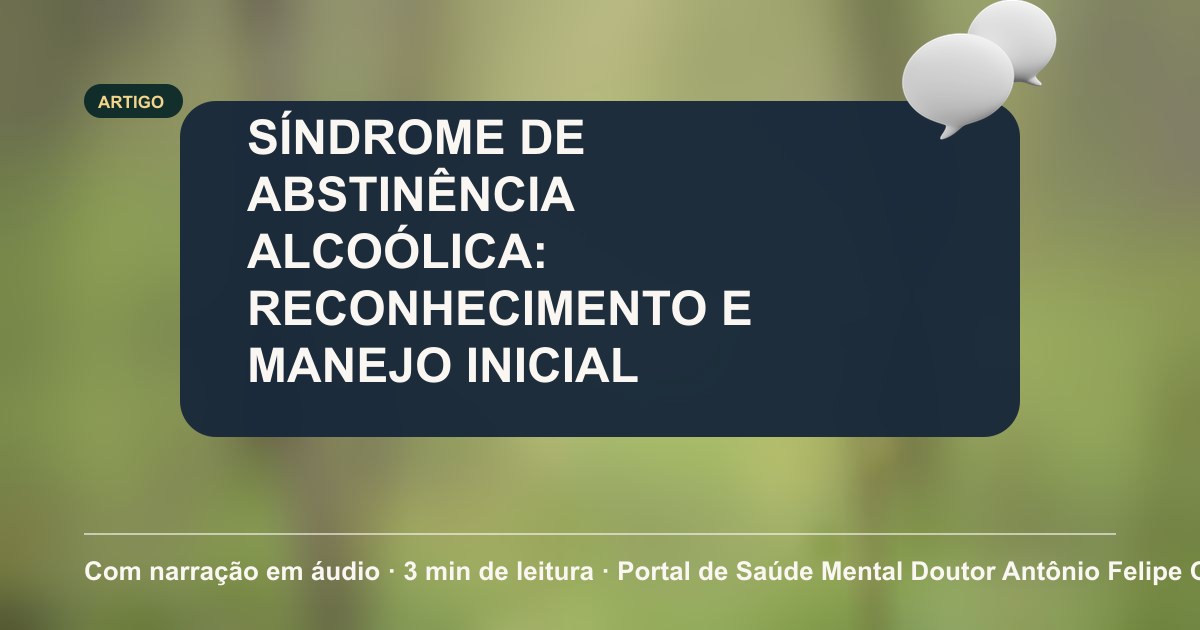 ARTIGO
SÍNDROME DE
ABSTINÊNCIA
ALCOÓLICA:
RECONHECIMENTO E
MANEJO INICIAL
Com narração em áudio · 3 min de leitura · Portal de Saúde Mental Doutor Antônio Felipe